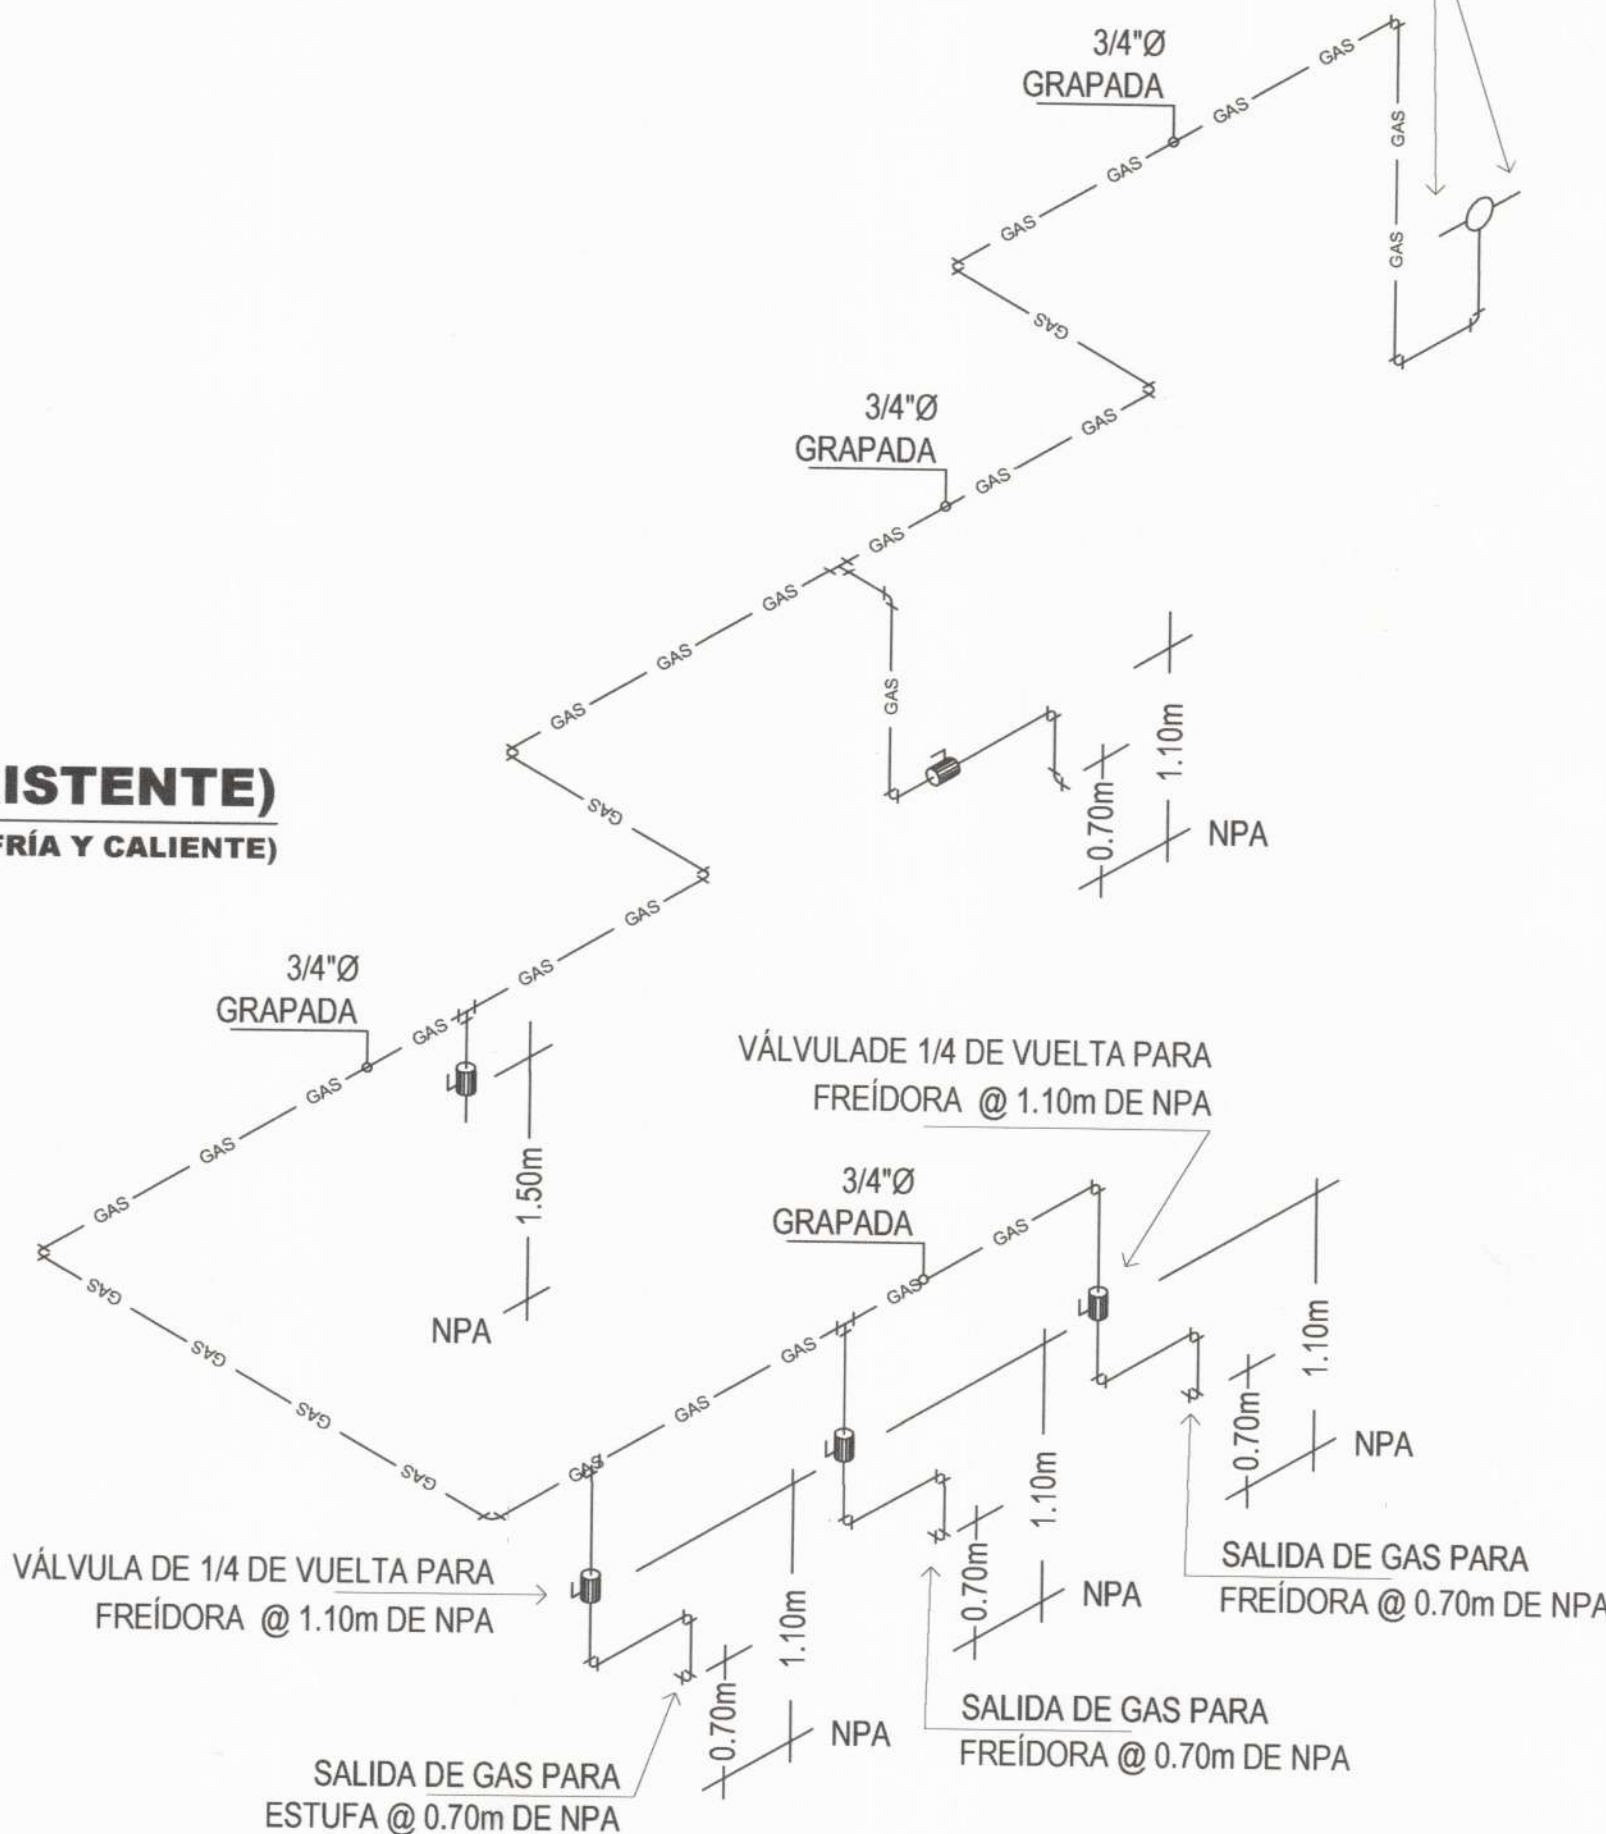 3/4"Ø
GRAPADA
GAS
GAS
GAS
GAS
GAS
GAS
GAS
3/4"Ø
GRAPADA
GAS
GAS
GAS
GAS
GAS
GAS
GAS
1.10m
0.70m
NPA
ISTENTE)
FRÍA Y CALIENTE)
GAS
GAS
GAS
3/4"Ø
GRAPADA
GAS
GAS
GAS
GAS
1.50m
NPA
VÁLVULADE 1/4 DE VUELTA PARA
FREÍDORA @ 1.10m DE NPA
3/4"Ø
GRAPADA
GAS
GAS
GAS
GAS
GAS
GAS
GAS
GAS
GAS
1.10m
0.70m
NPA
1.10m
0.70m
NPA
1.10m
0.70m
NPA
VÁLVULA DE 1/4 DE VUELTA PARA
FREÍDORA @ 1.10m DE NPA
SALIDA DE GAS PARA
FREÍDORA @ 0.70m DE NPA
SALIDA DE GAS PARA
FREÍDORA @ 0.70m DE NPA
SALIDA DE GAS PARA
ESTUFA @ 0.70m DE NPA